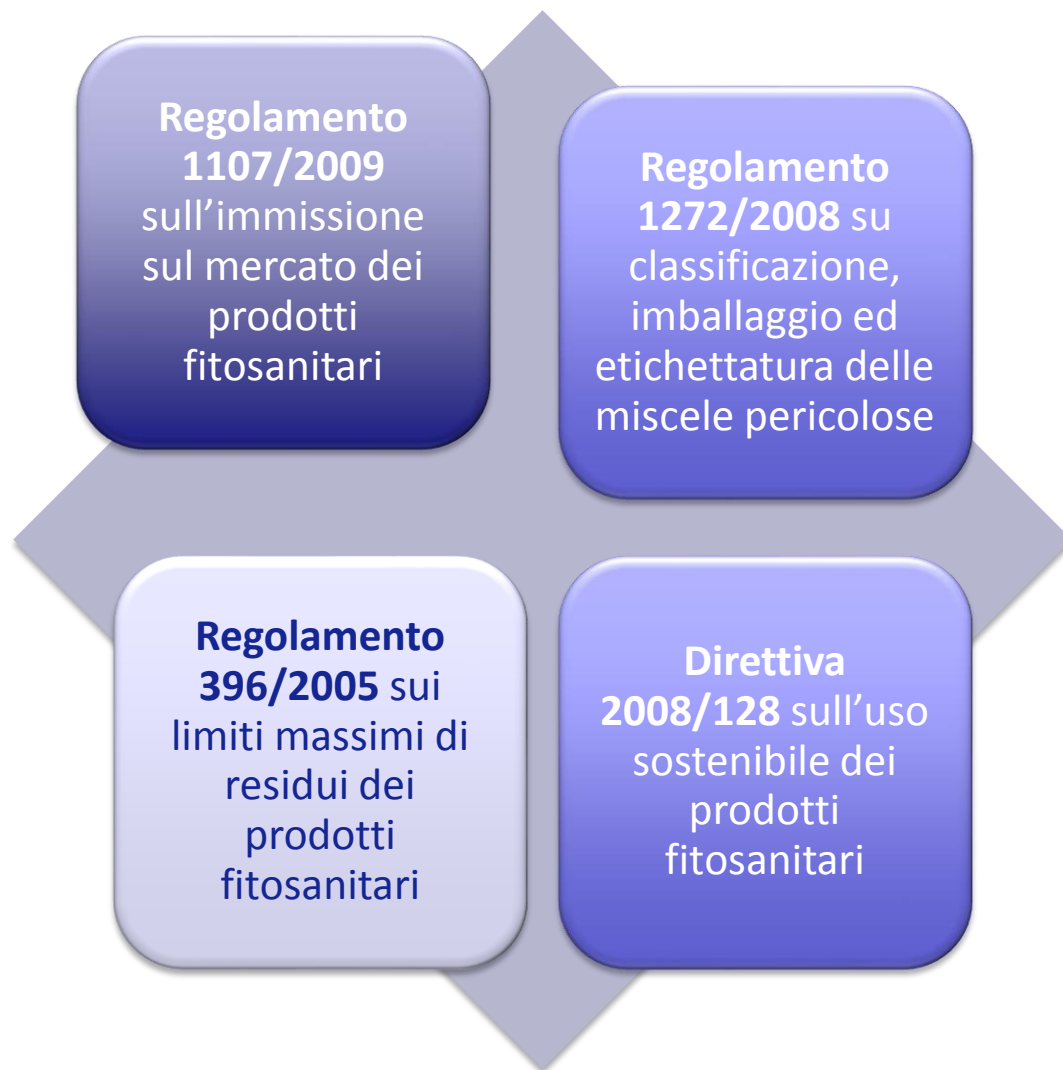 Regolamento
1107/2009
sull’immissione
sul mercato dei
prodotti
fitosanitari
Regolamento
1272/2008 su
classificazione,
imballaggio ed
etichettatura delle
miscele pericolose
Regolamento
396/2005 sui
limiti massimi di
residui dei
prodotti
fitosanitari
Direttiva
2008/128 sull’uso
sostenibile dei
prodotti
fitosanitari